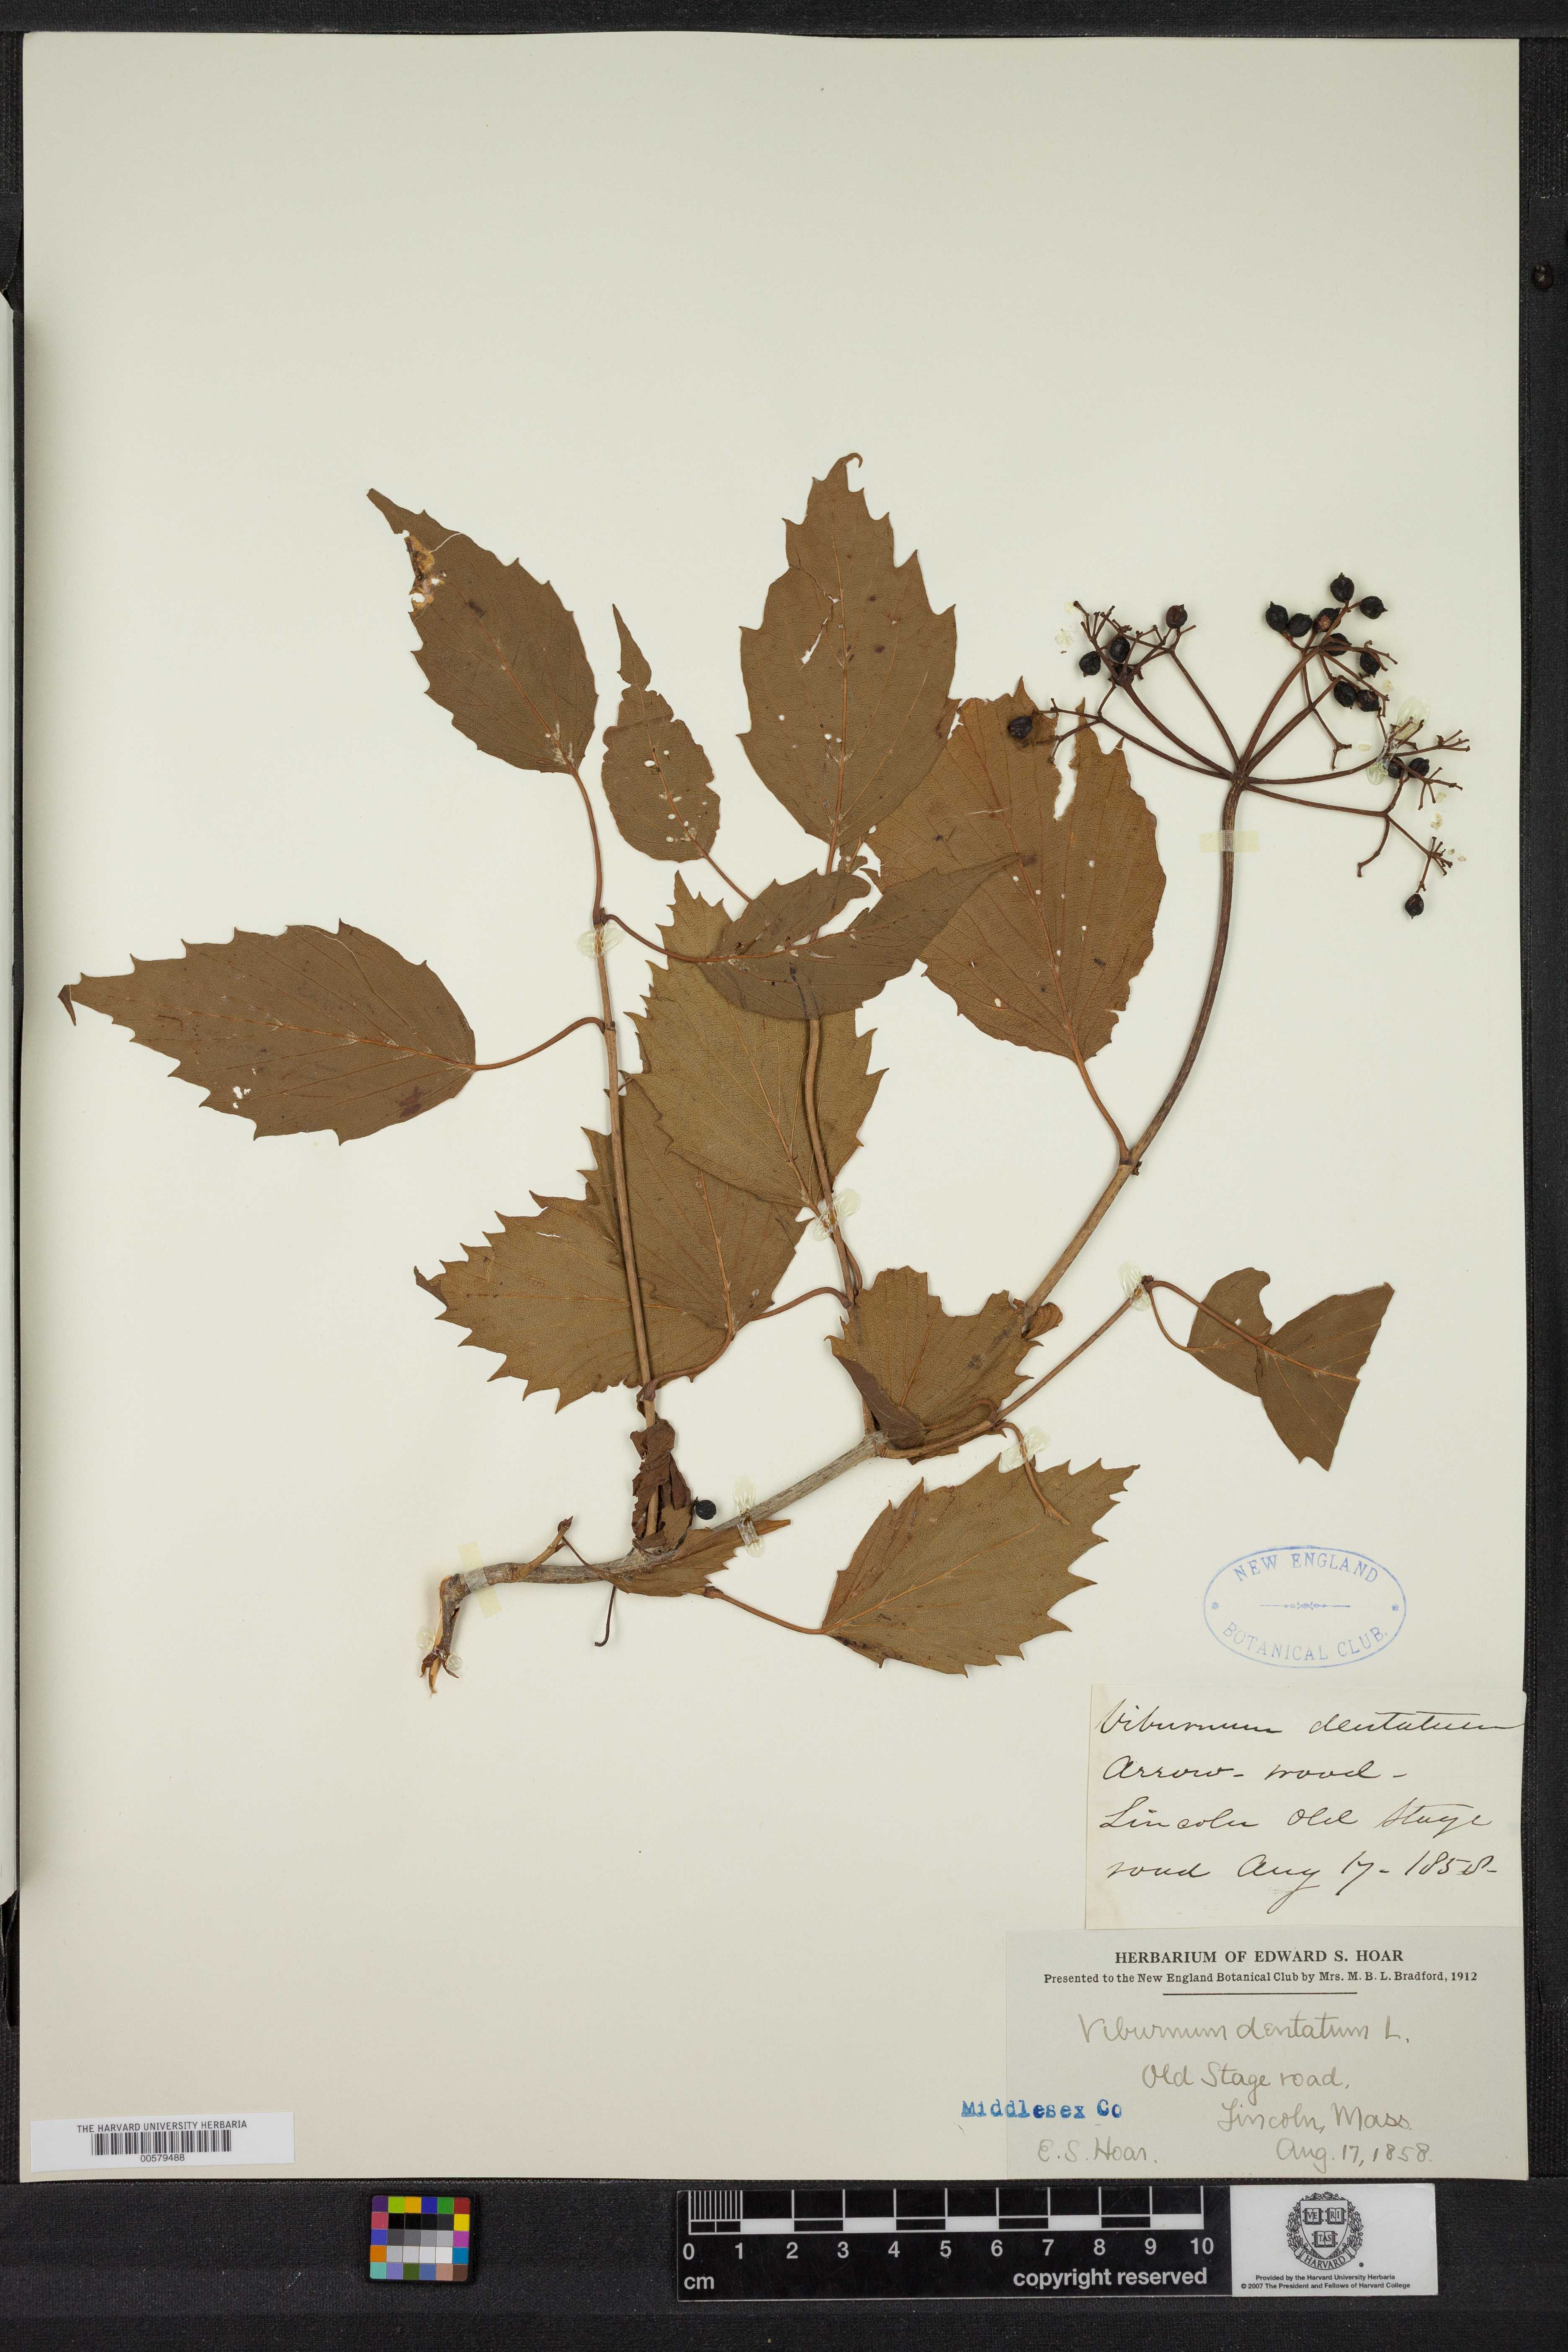 NEW ENGLAND
BOTANICAL CLUB.
Viburnum dentatum
Arrow-wood-
Lincoln Old Stage
road Aug 17-1858-
HERBARIUM OF EDWARD S. HOAR
Presented to the New England Botanical Club by Mrs. M. B. L. Bradford, 1912
Viburnum dentatum L.
Old Stage road,
Middlesex Co
Lincoln, Mass.
E. S. Hoar.
Aug. 17, 1858.
THE HARVARD UNIVERSITY HERBARIA
00579488
0 1 2 3 4 5 6 7 8 9 10
cm
copyright reserved
VE RI
TAS
HARVARD
Provided by the Harvard University Herbaria
© 2007 The President and Fellows of Harvard College